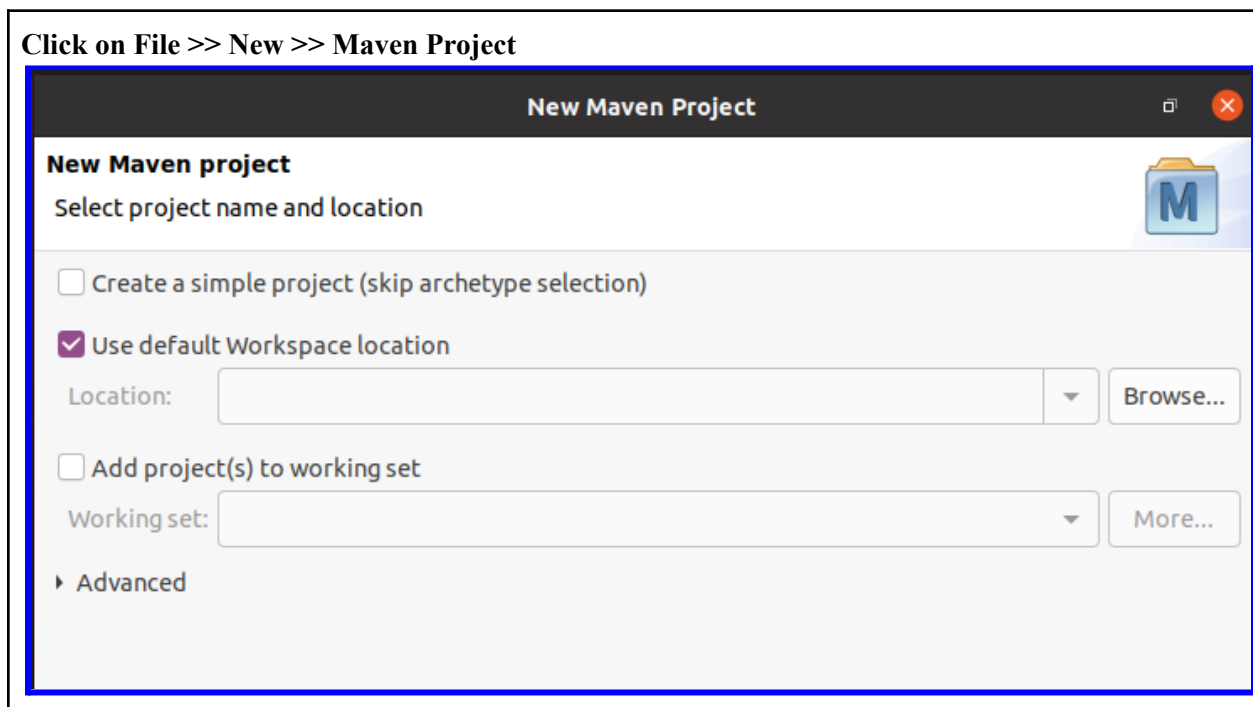 Click on File >> New >> Maven Project
New Maven Project
New Maven project
Select project name and location
M
Create a simple project (skip archetype selection)
Use default Workspace location
Location:
Browse...
Add project(s) to working set
Working set:
More...
Advanced